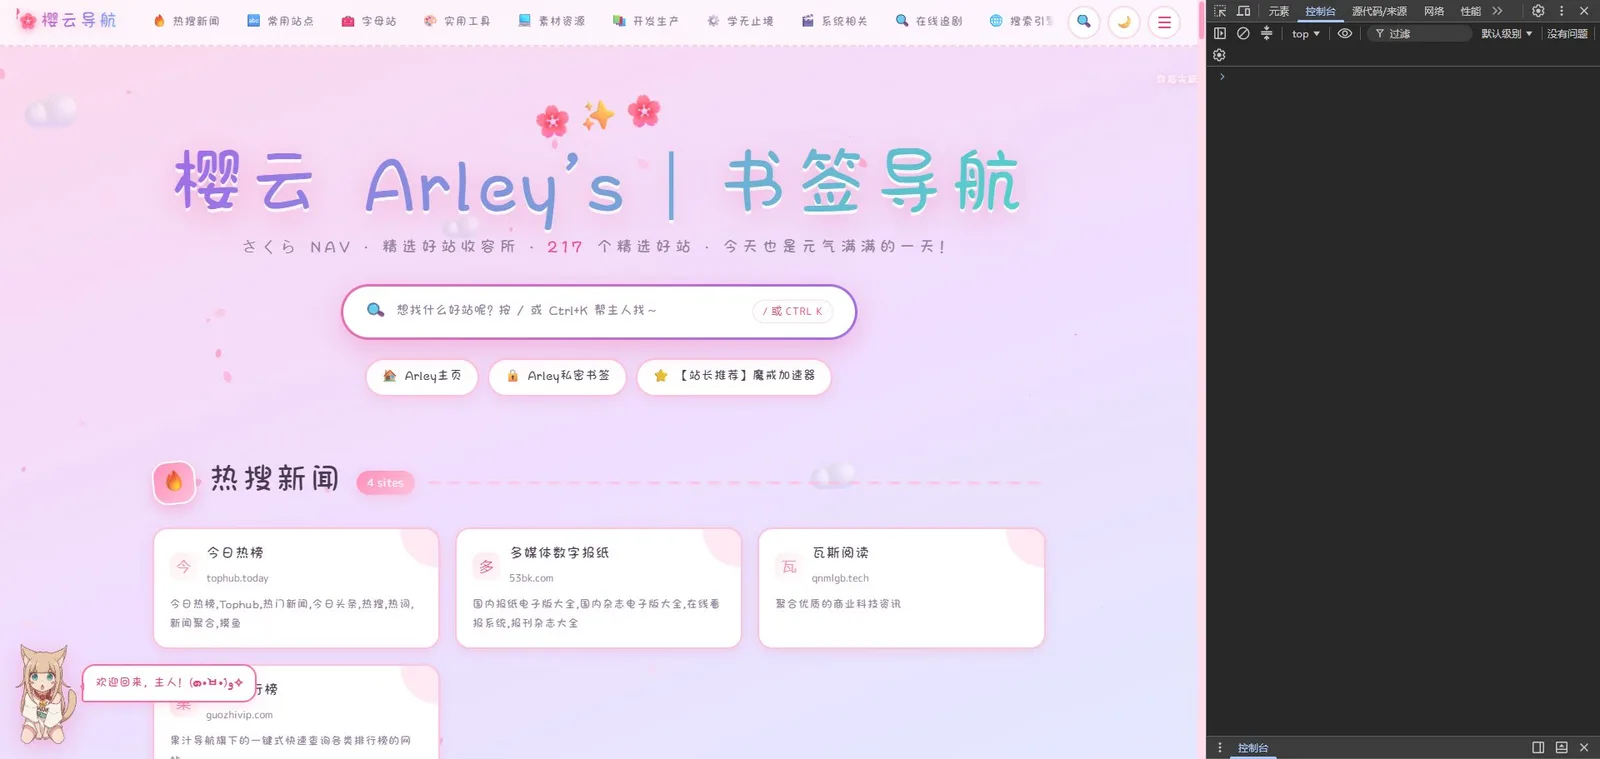 樱云导航 热搜新闻 常用站点 字母站 实用工具 素材资源 开发生产 学无止境 系统相关 在线追剧 搜索引擎
樱云 Arley's | 书签导航
さくら NAV · 精选好站收容所 · 217 个精选好站 · 今天也是元气满满的一天!
想找什么好站呢? 按 / 或 Ctrl+K 帮主人找~ / 或 CTRL K
Arley主页 Arley私密书签 【站长推荐】魔戒加速器
热搜新闻 4 sites
今日热榜
今
tophub.today
今日热榜,Tophub,热门新闻,今日头条,热搜,热词,
新闻聚合,摸鱼
多媒体数字报纸
多
53bk.com
国内报纸电子版大全,国内杂志电子版大全,在线看
报系统,报刊杂志大全
瓦斯阅读
瓦
qnmlgb.tech
聚合优质的商业科技资讯
行榜
guozhivip.com
果汁导航旗下的一键式快速查询各类排行榜的网
欢迎回来, 主人!
元素 控制台 源代码/来源 网络 性能
top 过滤 默认级别 没有问题
控制台